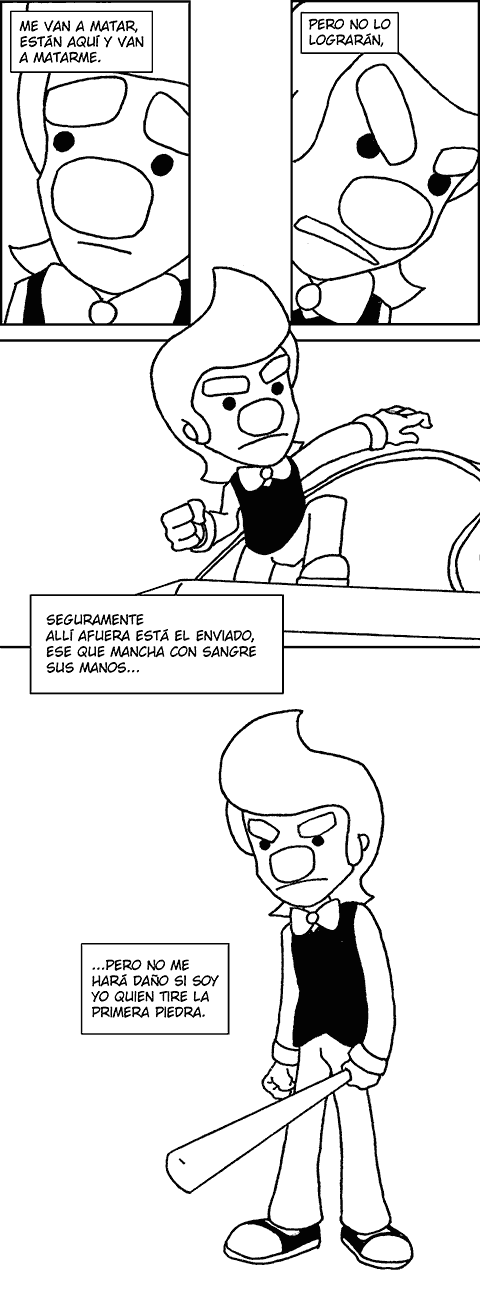 ME VAN A MATAR,
ESTÁN AQUÍ Y VAN
A MATARME.
PERO NO LO
LOGRARÁN,
SEGURAMENTE
ALLÍ AFUERA ESTÁ EL ENVIADO,
ESE QUE MANCHA CON SANGRE
SUS MANOS...
...PERO NO ME
HARÁ DAÑO SI SOY
YO QUIEN TIRE LA
PRIMERA PIEDRA.